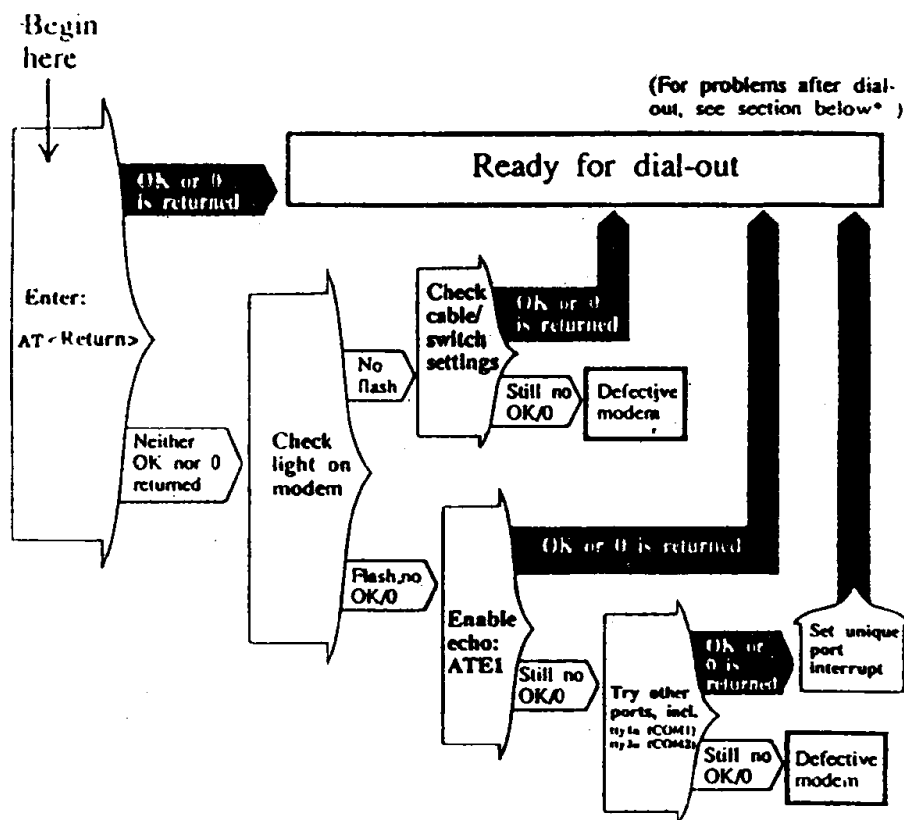 Begin
here
(For problems after dial-
out, see section below* )
Ready for dial-out
OK or 0
is returned
Enter:
AT <Return>
Neither
OK nor 0
returned
Check
light on
modem
No
flash
Check
cable/
switch
settings
OK or 0
is returned
Still no
OK/0
Defective
modem
Flash,no
OK/0
Enable
echo:
ATE1
OK or 0 is returned
Still no
OK/0
Try other
ports, incl.
(COM1)
OK or
0 is
returned
Set unique
port
interrupt
Still no
OK/0
Defective
modem